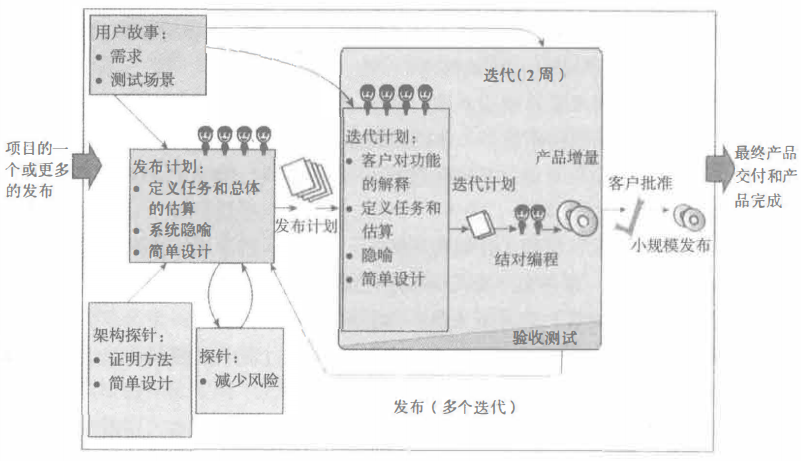 用户故事：
● 需求
● 测试场景
项目的一
个或更多
的发布
发布计划：
● 定义任务和总体
的估算
● 系统隐喻
● 简单设计
发布计划
架构探针：
● 证明方法
● 简单设计
探针：
● 减少风险
迭代（2 周）
迭代计划：
● 客户对功能
的解释
● 定义任务和
估算
● 隐喻
● 简单设计
迭代计划
结对编程
产品增量
验收测试
客户批准
小规模发布
最终产品
交付和产
品完成
发布（多个迭代）